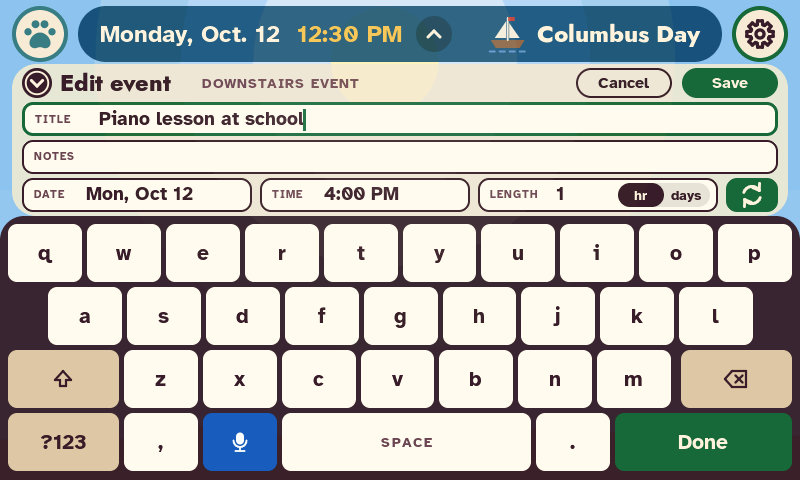 Monday, Oct. 12 12:30 PM Columbus Day
Edit event DOWNSTAIRS EVENT Cancel Save
TITLE Piano lesson at school
NOTES
DATE Mon, Oct 12 TIME 4:00 PM LENGTH 1 hr days
q w e r t y u i o p
a s d f g h j k l
z x c v b n m
?123 , SPACE . Done